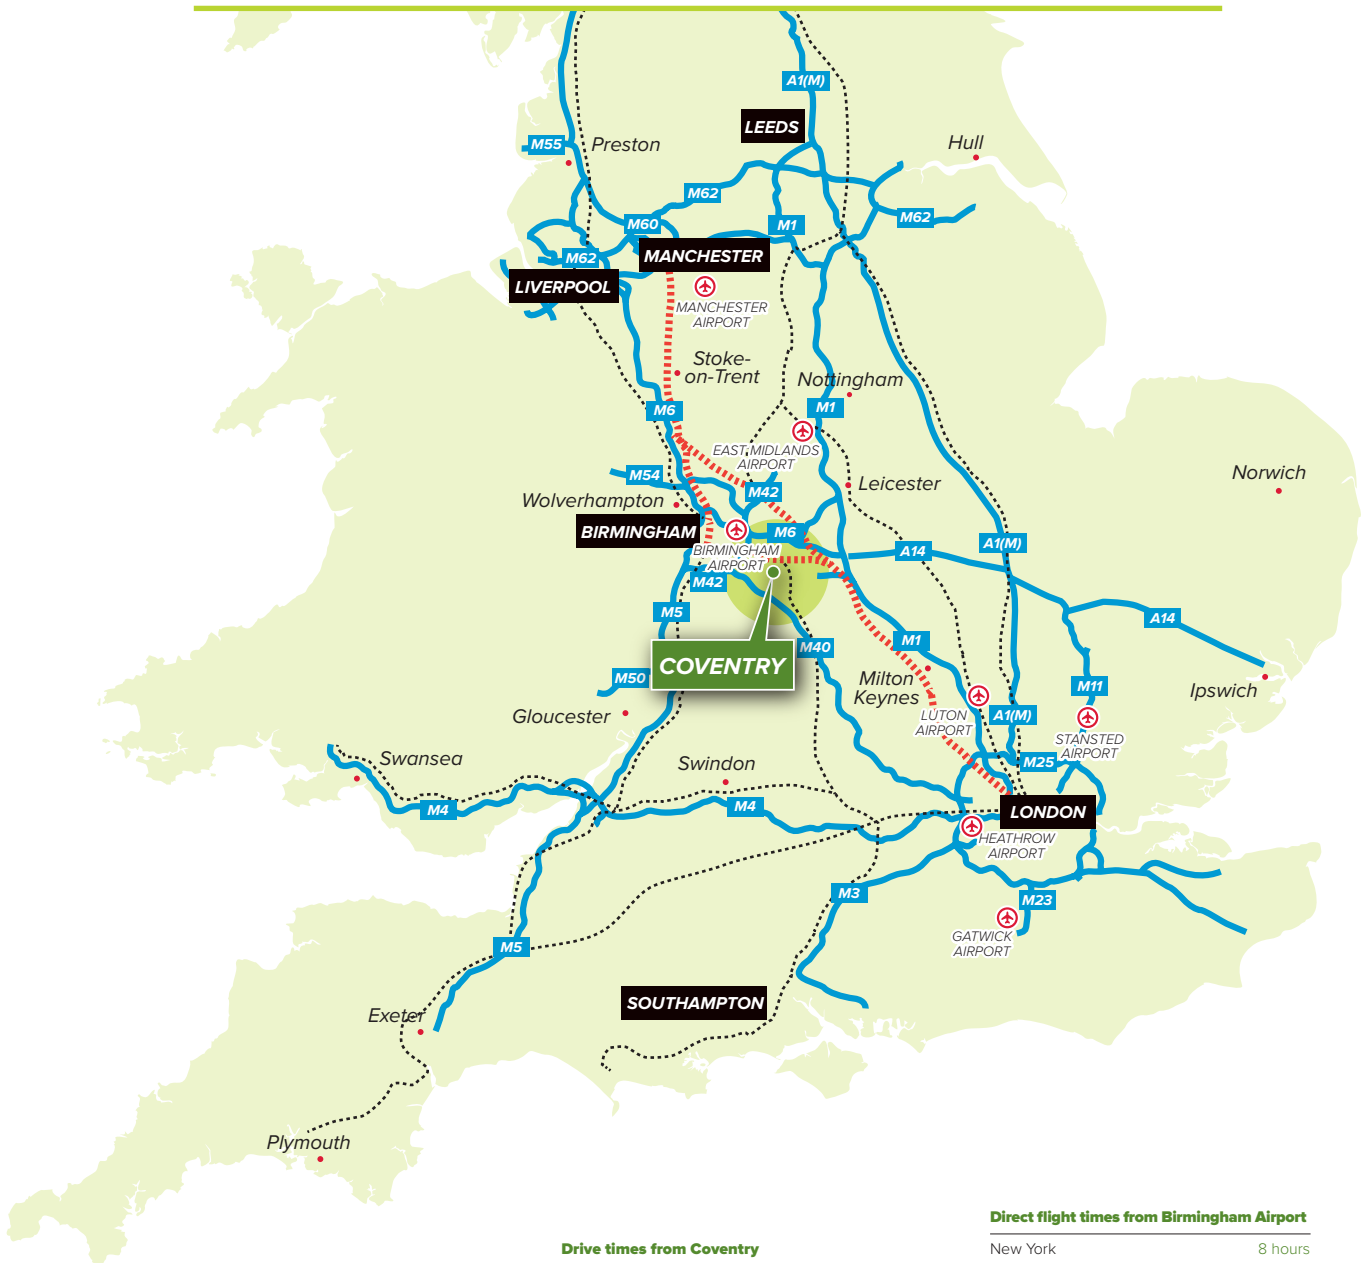 A1(M)
LEEDS
M55
Preston
Hull
M62
M60
M1
M62
M62
MANCHESTER
LIVERPOOL
MANCHESTER
AIRPORT
Stoke-
on-Trent
Nottingham
M6
M1
EAST MIDLANDS
AIRPORT
M54
Norwich
Leicester
M42
Wolverhampton
BIRMINGHAM
M6
A1(M)
BIRMINGHAM
AIRPORT
A14
M42
M5
A14
M1
M40
COVENTRY
M50
Milton
Keynes
M11
Ipswich
Gloucester
LUTON
AIRPORT
A1(M)
STANSTED
AIRPORT
Swansea
Swindon
M25
M4
M4
LONDON
HEATHROW
AIRPORT
M3
M23
GATWICK
AIRPORT
M5
SOUTHAMPTON
Exeter
Plymouth
Direct flight times from Birmingham Airport
New York 8 hours
Drive times from Coventry